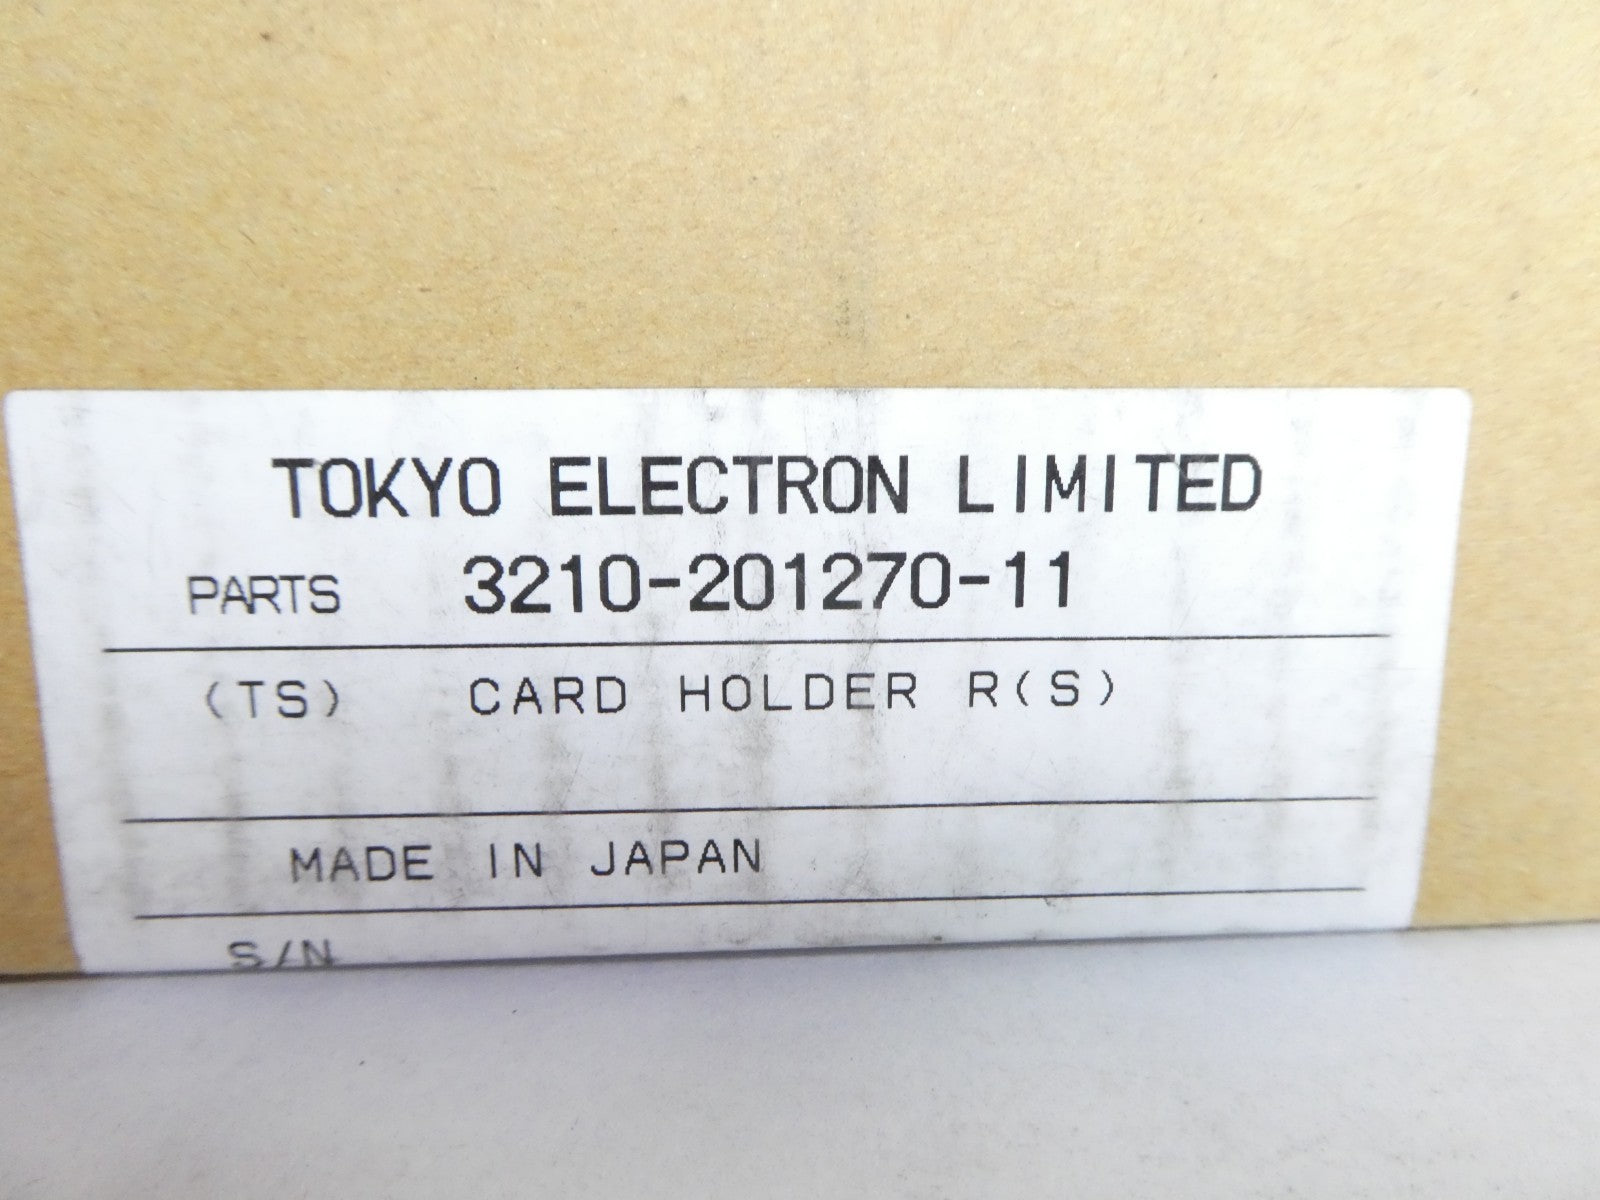 TOKYO ELECTRON LIMITED
PARTS 3210-201270-11
(TS) CARD HOLDER R(S)
MADE IN JAPAN
S/N